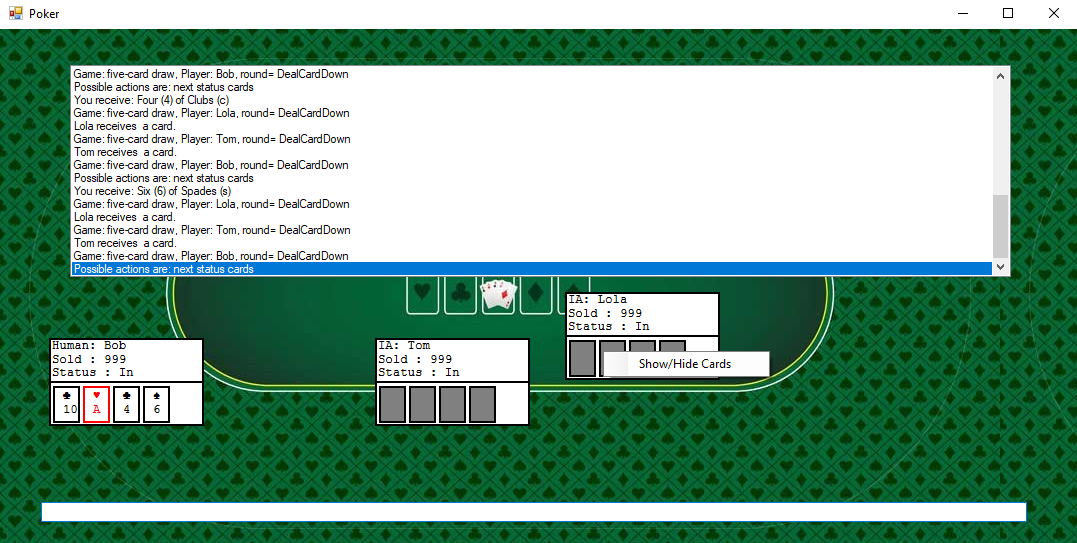 Poker
Game: five-card draw, Player: Bob, round= DealCardDown
Possible actions are: next status cards
You receive: Four (4) of Clubs (c)
Game: five-card draw, Player: Lola, round= DealCardDown
Lola receives  a card.
Game: five-card draw, Player: Tom, round= DealCardDown
Tom receives  a card.
Game: five-card draw, Player: Bob, round= DealCardDown
Possible actions are: next status cards
You receive: Six (6) of Spades (s)
Game: five-card draw, Player: Lola, round= DealCardDown
Lola receives  a card.
Game: five-card draw, Player: Tom, round= DealCardDown
Tom receives  a card.
Game: five-card draw, Player: Bob, round= DealCardDown
Possible actions are: next status cards
IA: Lola
Sold : 999
Status : In
Show/Hide Cards
Human: Bob
Sold : 999
Status : In
♣ ♥ ♣ ♠
10 A 4 6
IA: Tom
Sold : 999
Status : In